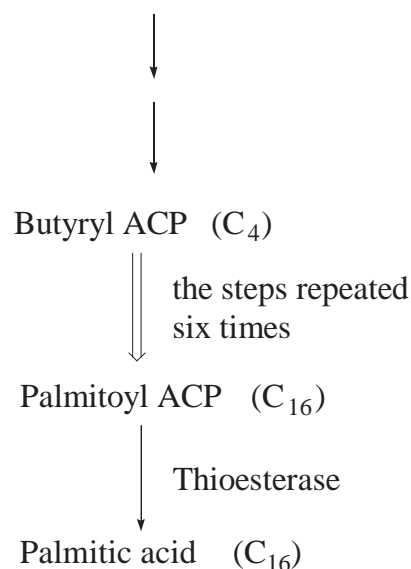 Butyryl ACP (C₄)
the steps repeated
six times
Palmitoyl ACP (C₁₆)
Thioesterase
Palmitic acid (C₁₆)